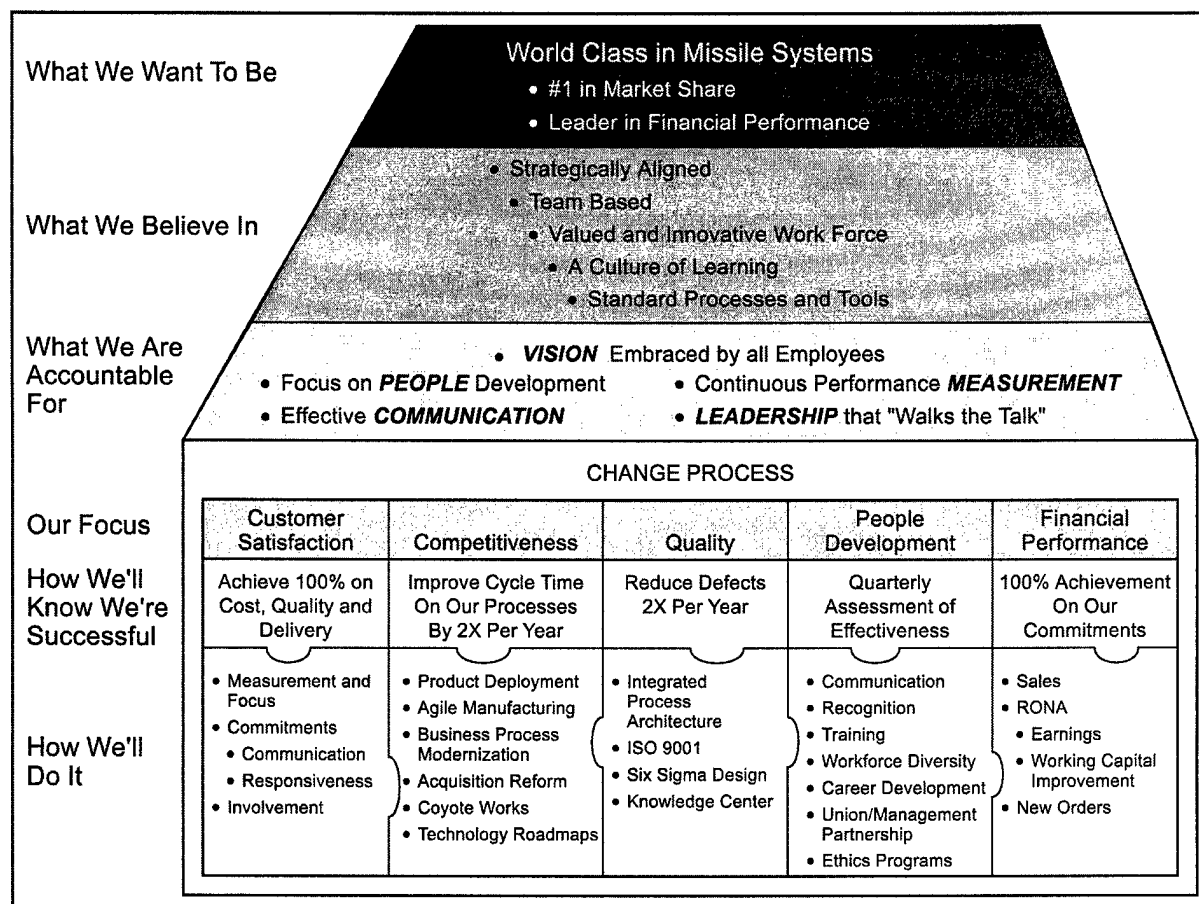 What We Want To Be
World Class in Missile Systems
• #1 in Market Share
• Leader in Financial Performance
What We Believe In
• Strategically Aligned
• Team Based
• Valued and Innovative Work Force
• A Culture of Learning
• Standard Processes and Tools
What We Are
Accountable
For
• VISION Embraced by all Employees
• Focus on PEOPLE Development
• Continuous Performance MEASUREMENT
• Effective COMMUNICATION
• LEADERSHIP that "Walks the Talk"
CHANGE PROCESS
Our Focus
Customer
Satisfaction
Competitiveness
Quality
People
Development
Financial
Performance
How We'll
Know We're
Successful
Achieve 100% on
Cost, Quality and
Delivery
Improve Cycle Time
On Our Processes
By 2X Per Year
Reduce Defects
2X Per Year
Quarterly
Assessment of
Effectiveness
100% Achievement
On Our
Commitments
How We'll
Do It
• Measurement and
Focus
• Commitments
• Communication
• Responsiveness
• Involvement
• Product Deployment
• Agile Manufacturing
• Business Process
Modernization
• Acquisition Reform
• Coyote Works
• Technology Roadmaps
• Integrated
Process
Architecture
• ISO 9001
• Six Sigma Design
• Knowledge Center
• Communication
• Recognition
• Training
• Workforce Diversity
• Career Development
• Union/Management
Partnership
• Ethics Programs
• Sales
• RONA
• Earnings
• Working Capital
Improvement
• New Orders